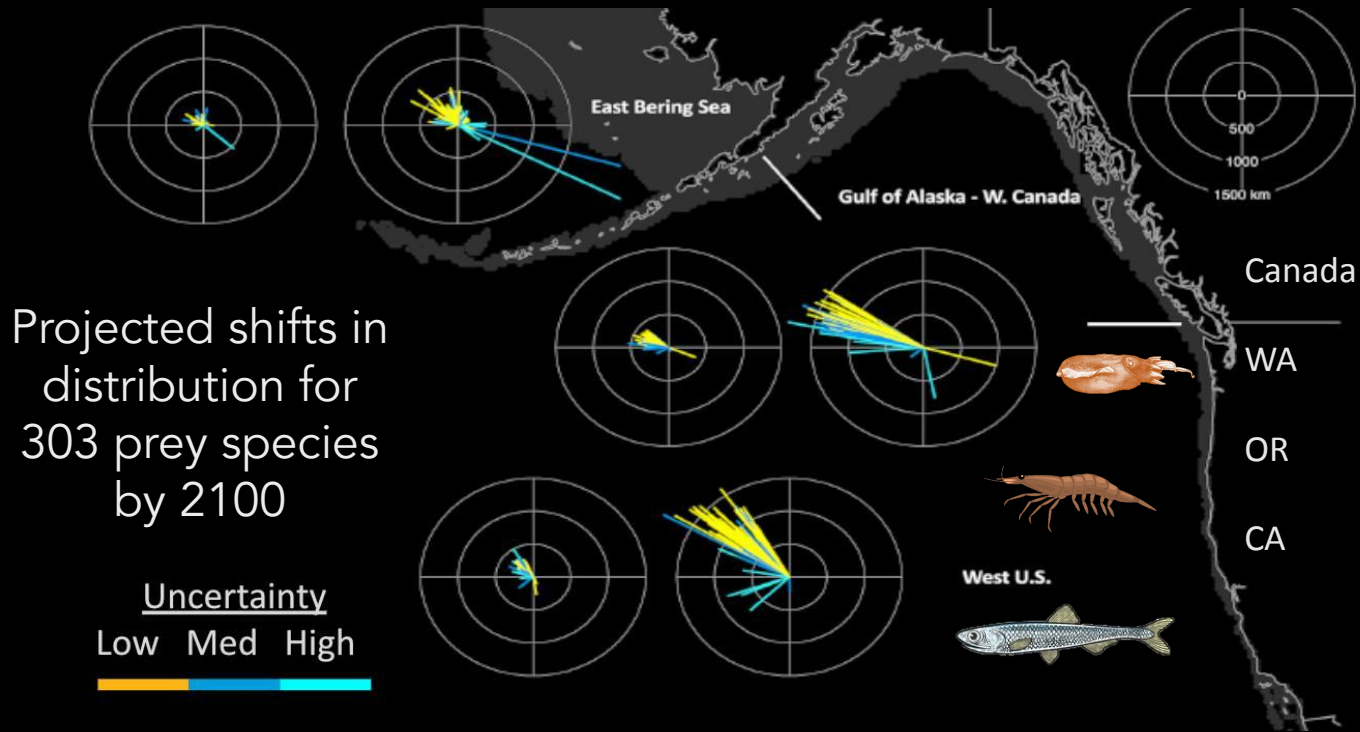 East Bering Sea
Gulf of Alaska - W. Canada
0
500
1000
1500 km
Canada
WA
OR
CA
Projected shifts in
distribution for
303 prey species
by 2100
West U.S.
Uncertainty
Low Med High